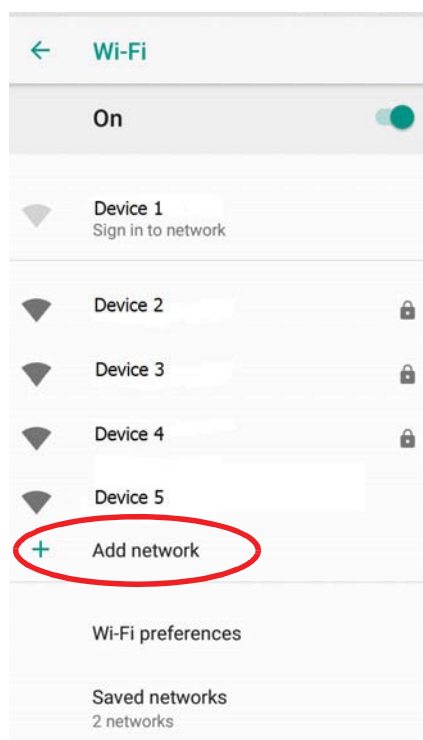 Wi-Fi
On
Device 1
Sign in to network
Device 2
Device 3
Device 4
Device 5
Add network
Wi-Fi preferences
Saved networks
2 networks